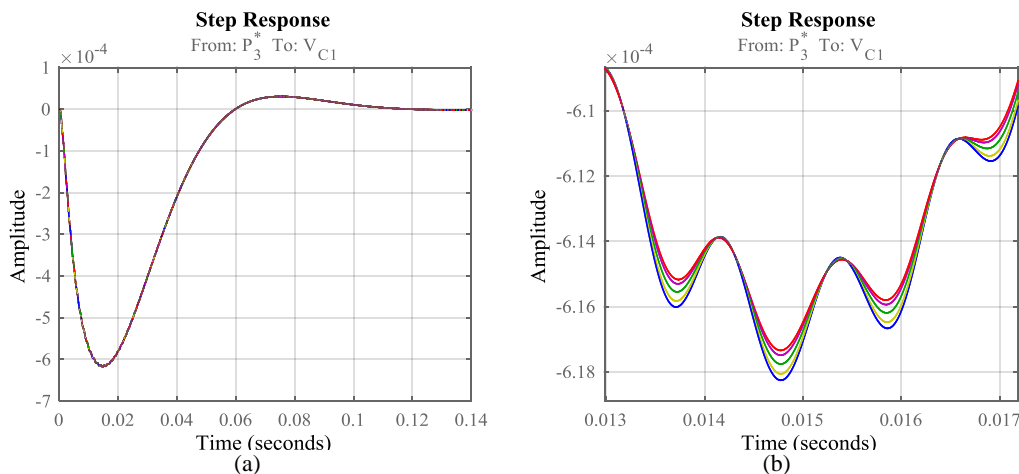 Step Response
From: P*3 To: VC1
×10-4
1
0
-1
-2
-3
-4
-5
-6
-7
0
0.02
0.04
0.06
0.08
0.1
0.12
0.14
Amplitude
Time (seconds)
(a)
Step Response
From: P*3 To: VC1
×10-4
-6.1
-6.12
-6.14
-6.16
-6.18
0.013
0.014
0.015
0.016
0.017
Amplitude
Time (seconds)
(b)